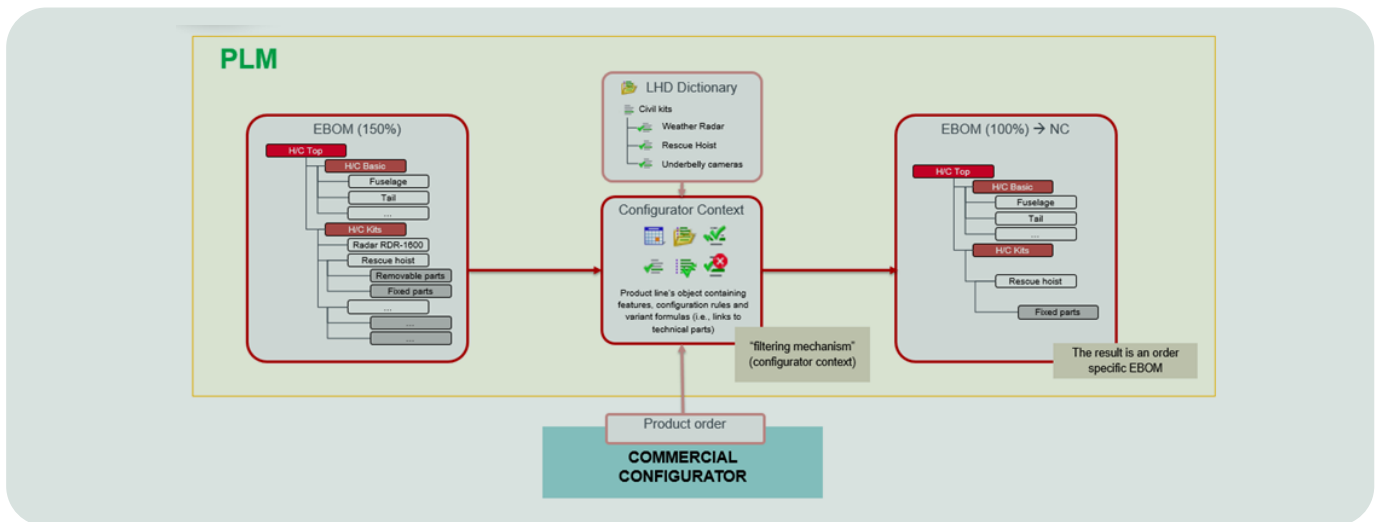 PLM
EBOM (150%)
H/C Top
H/C Basic
Fuselage
Tail
...
H/C Kits
Radar RDR-1600
Rescue hoist
Removable parts
Fixed parts
...
...
...
LHD Dictionary
Civil kits
Weather Radar
Rescue Hoist
Underbelly cameras
Configurator Context
Product line's object containing
features, configuration rules and
variant formulas (i.e., links to
technical parts)
"filtering mechanism"
(configurator context)
EBOM (100%) → NC
H/C Top
H/C Basic
Fuselage
Tail
...
H/C Kits
Rescue hoist
Fixed parts
The result is an order
specific EBOM
Product order
COMMERCIAL
CONFIGURATOR